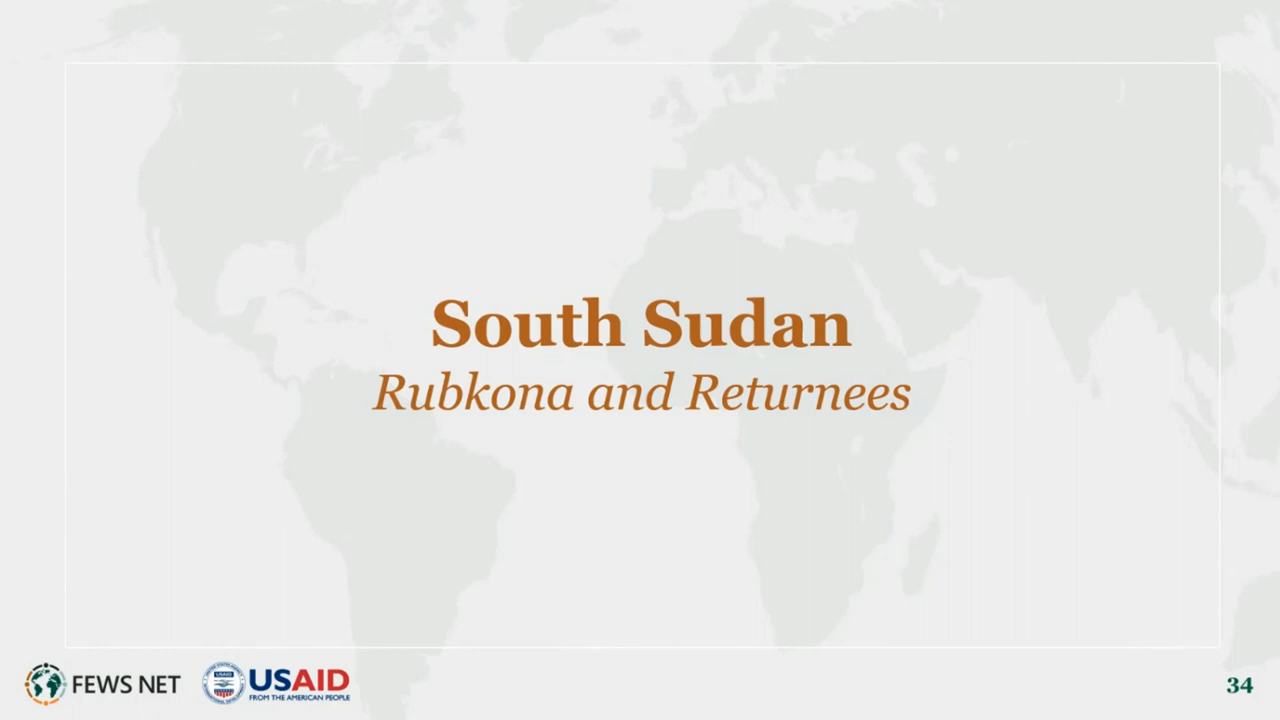 South Sudan
Rubkona and Returnees
FEWS NET
USAID
FROM THE AMERICAN PEOPLE
34